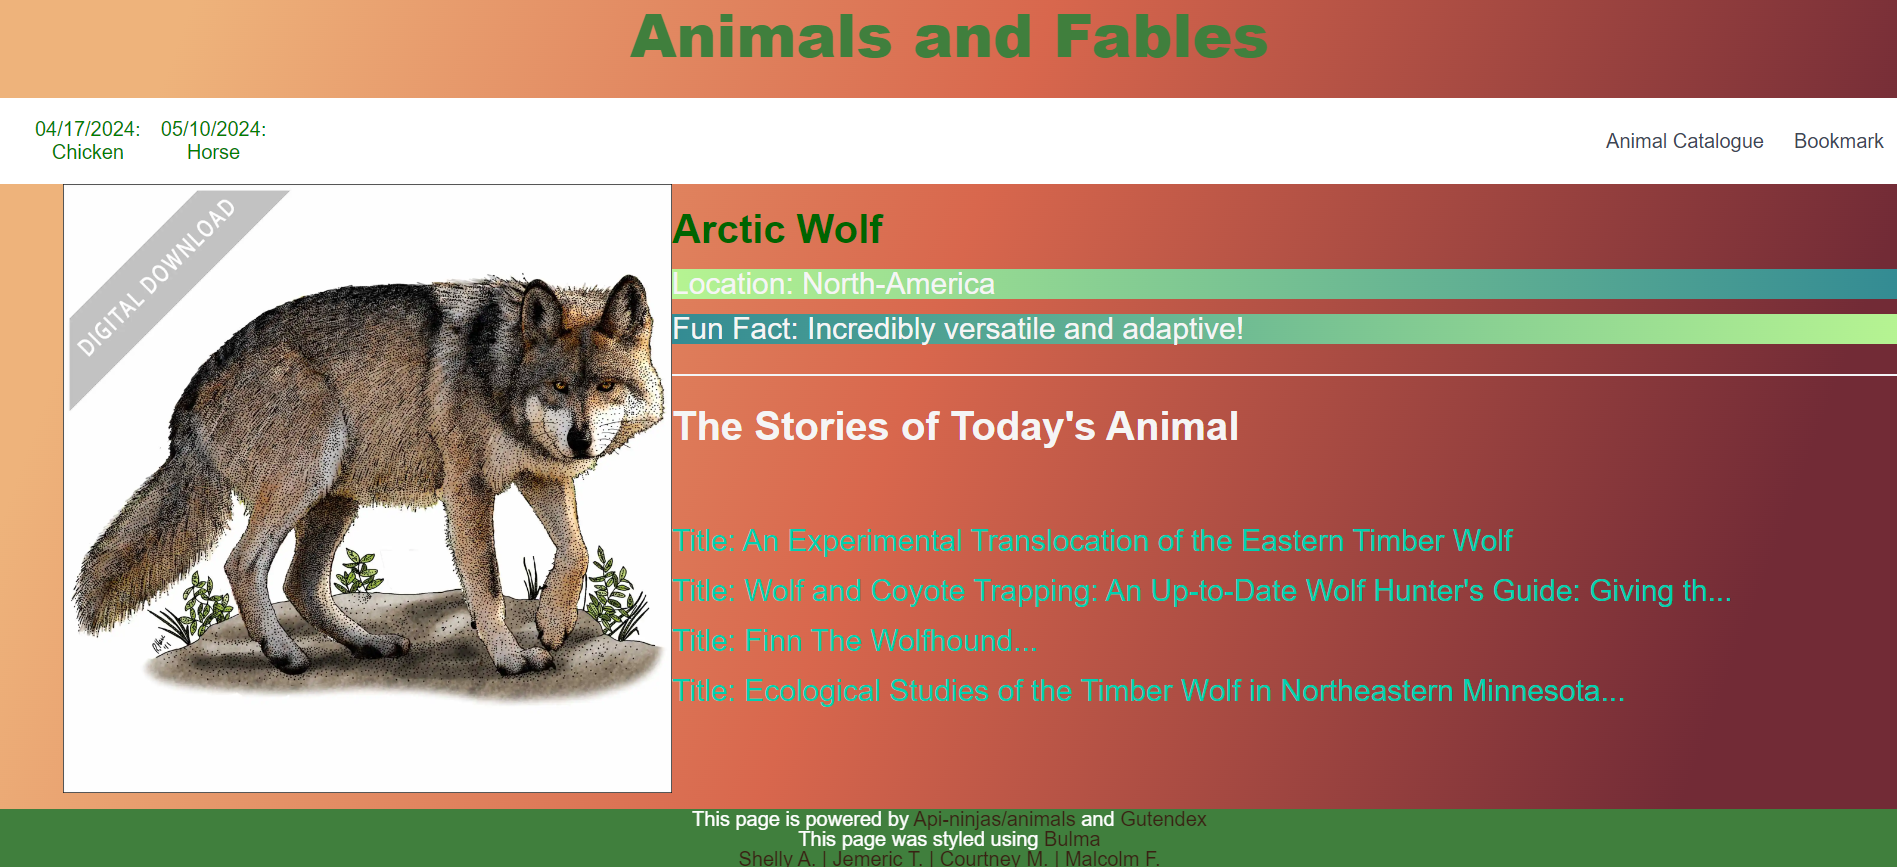 Animals and Fables
04/17/2024:
Chicken
05/10/2024:
Horse
Animal Catalogue
Bookmark
DIGITAL DOWNLOAD
Arctic Wolf
Location: North-America
Fun Fact: Incredibly versatile and adaptive!
The Stories of Today's Animal
Title: An Experimental Translocation of the Eastern Timber Wolf
Title: Wolf and Coyote Trapping: An Up-to-Date Wolf Hunter's Guide: Giving th...
Title: Finn The Wolfhound...
Title: Ecological Studies of the Timber Wolf in Northeastern Minnesota...
This page is powered by Api-ninjas/animals and Gutendex
This page was styled using Bulma
Shelly A. | Jemeric T. | Courtney M. | Malcolm F.